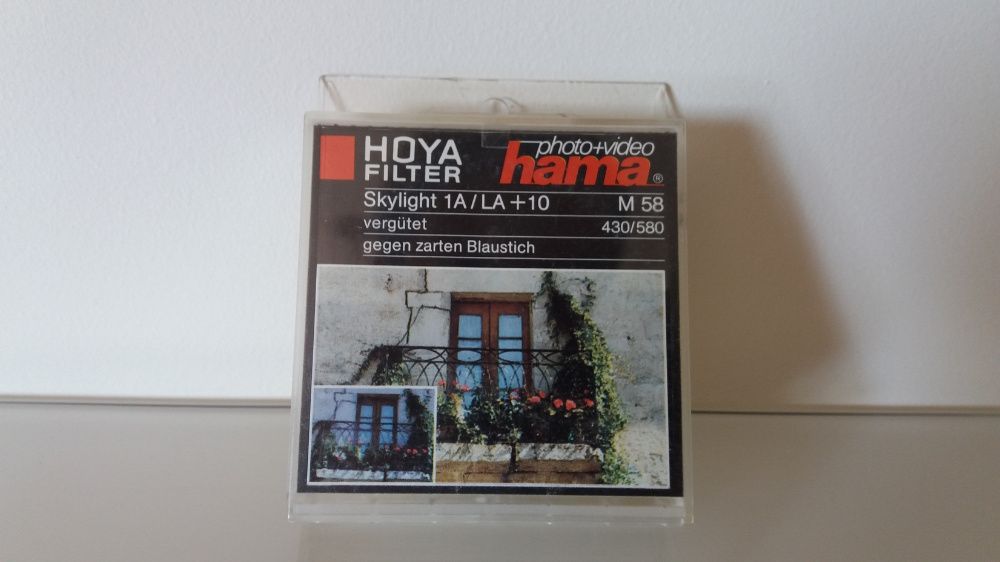 HOYA
FILTER
photo+video
hama®
Skylight 1A/LA+10 M 58
vergütet 430/580
gegen zarten Blaustich